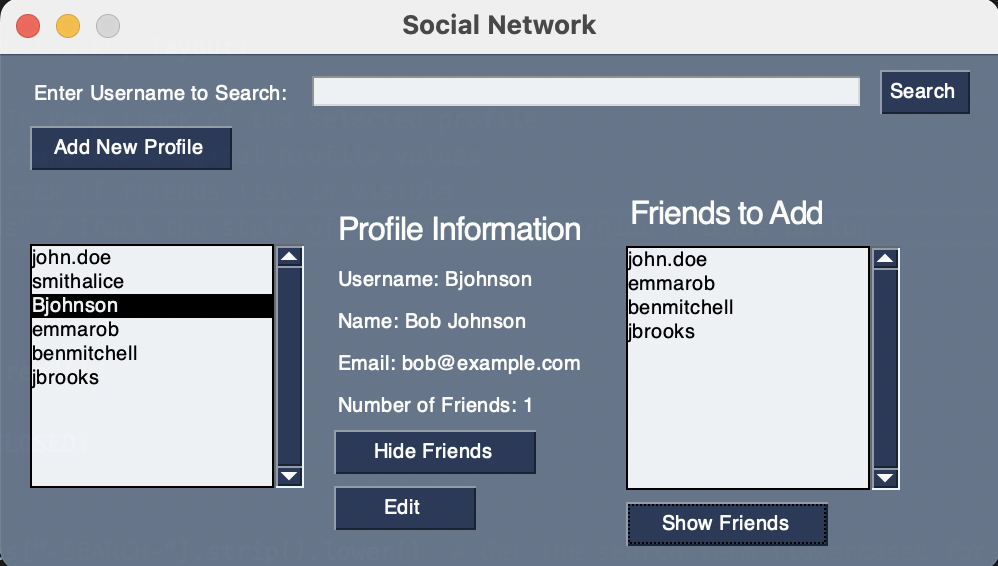 Social Network
Enter Username to Search:
Search
Add New Profile
john.doe
smithalice
Bjohnson
emmarob
benmitchell
jbrooks
Profile Information
Username: Bjohnson
Name: Bob Johnson
Email: bob@example.com
Number of Friends: 1
Hide Friends
Edit
Friends to Add
john.doe
emmarob
benmitchell
jbrooks
Show Friends